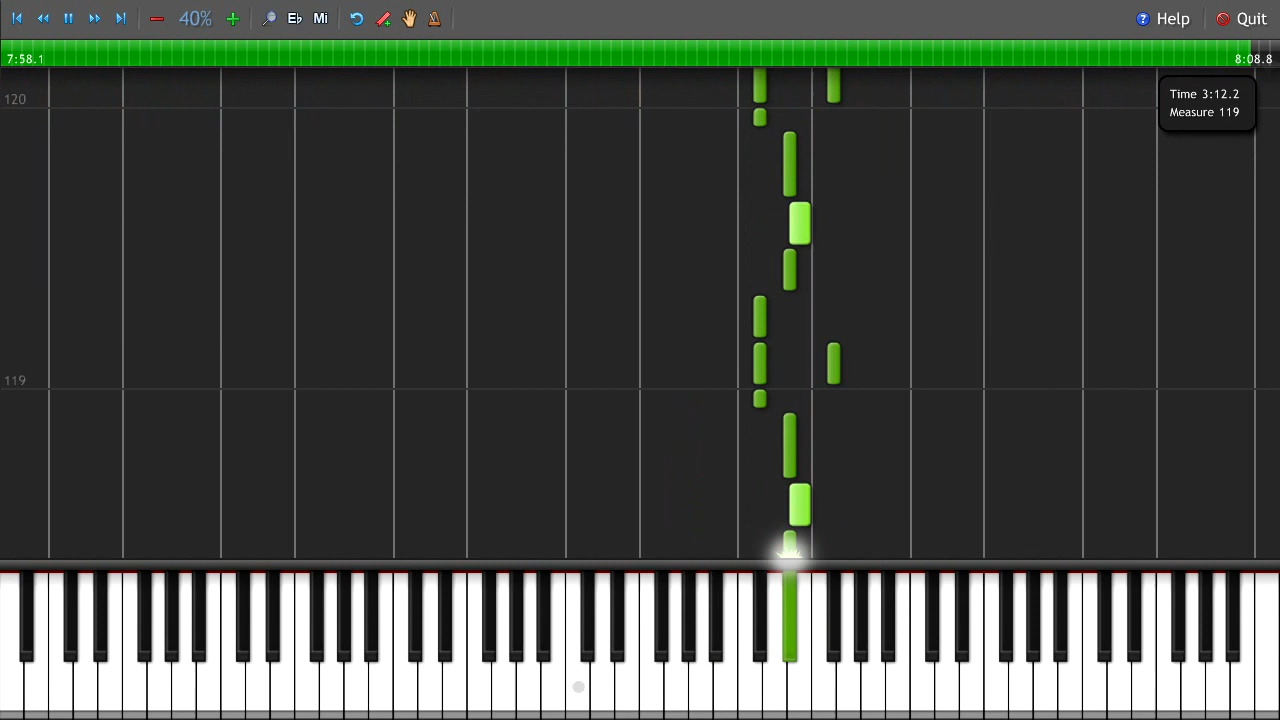 40% Eb Mi Help Quit
7:58.1 8:08.8
Time 3:12.2
120
Measure 119
119